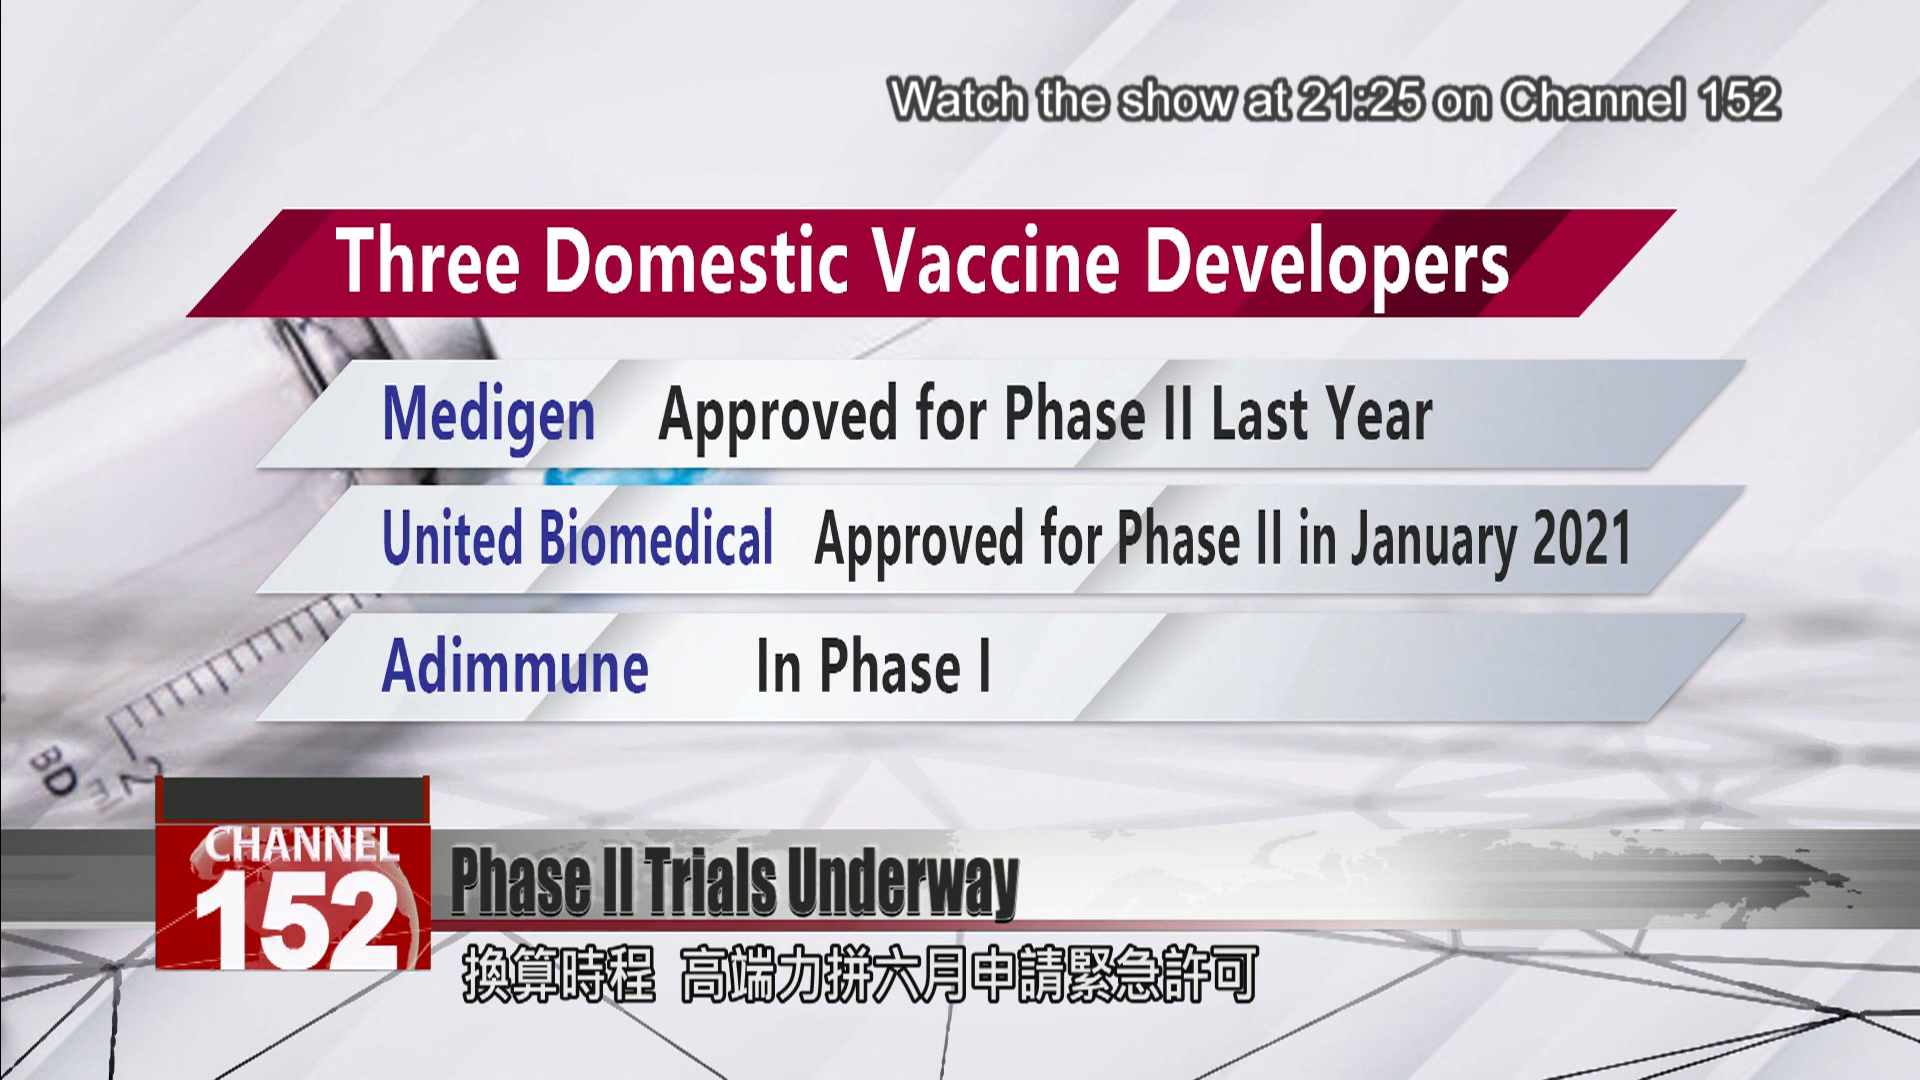 Watch the show at 21:25 on Channel 152
Three Domestic Vaccine Developers
Medigen Approved for Phase II Last Year
United Biomedical Approved for Phase II in January 2021
Adimmune In Phase I
BD
2
CHANNEL
152
Phase II Trials Underway
換算時程 高端力拼六月申請緊急許可